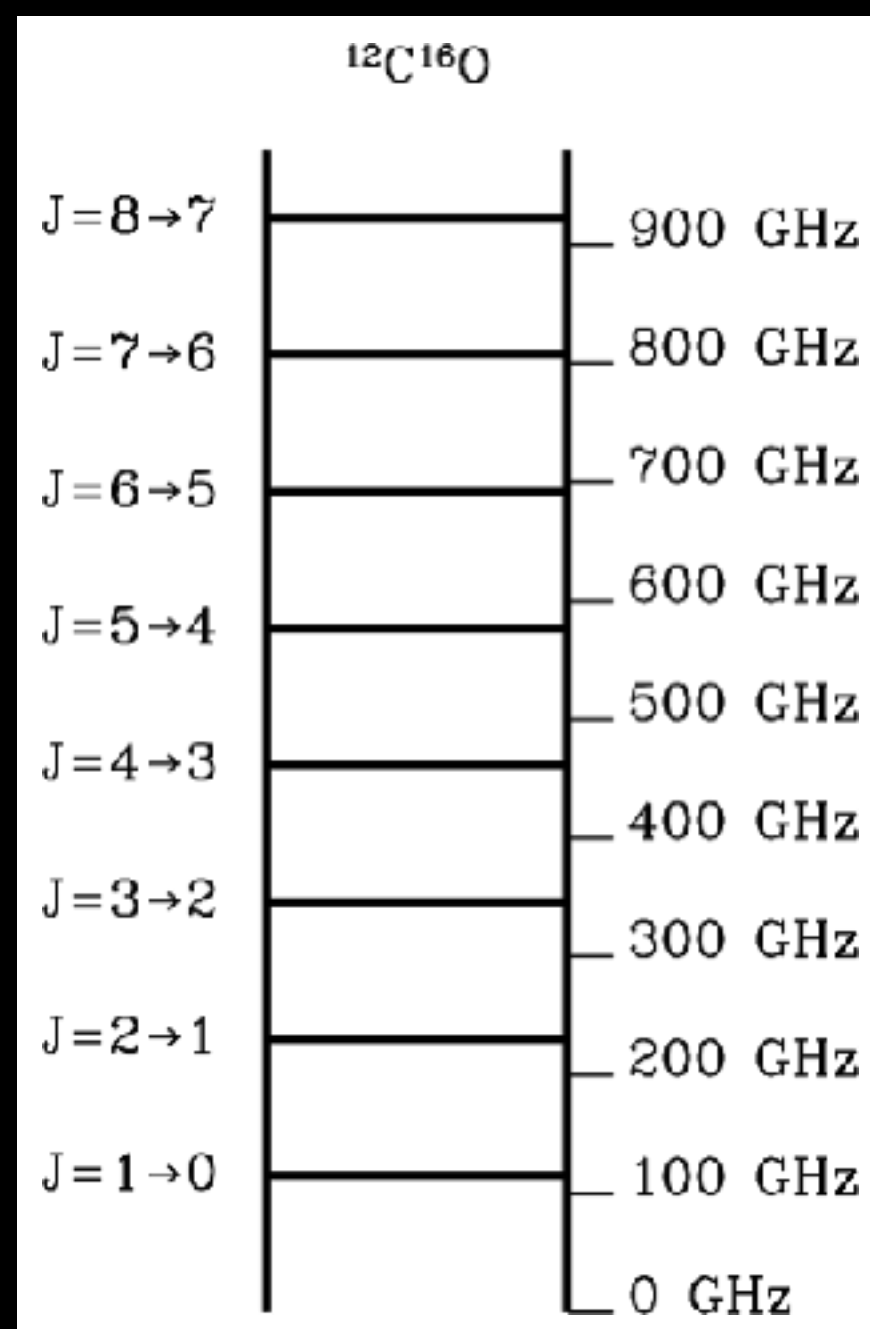 ¹²C¹⁶O
J=8→7
900 GHz
J=7→6
800 GHz
700 GHz
J=6→5
600 GHz
J=5→4
500 GHz
J=4→3
400 GHz
J=3→2
300 GHz
J=2→1
200 GHz
J=1→0
100 GHz
0 GHz